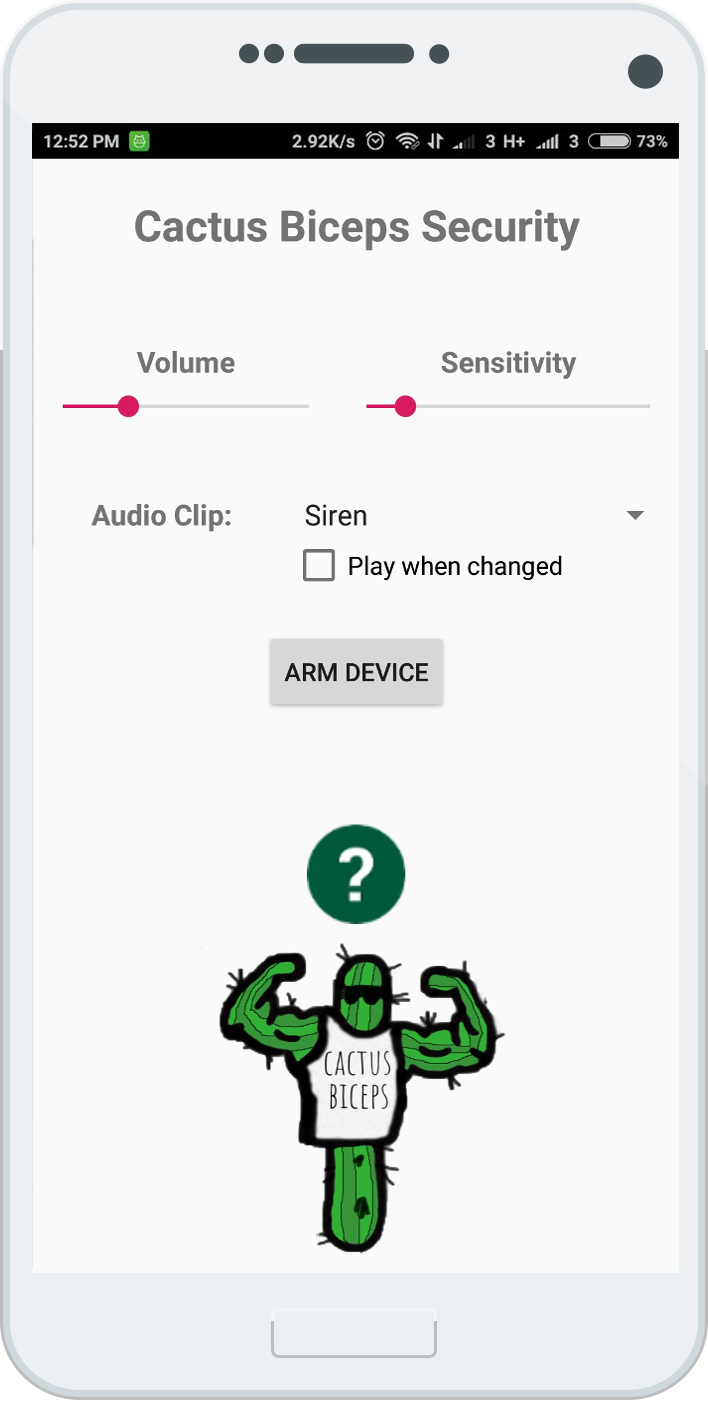 12:52 PM 2.92K/s 3 H+ 3 73%
Cactus Biceps Security
Volume Sensitivity
Audio Clip: Siren
Play when changed
ARM DEVICE
?
CACTUS
BICEPS